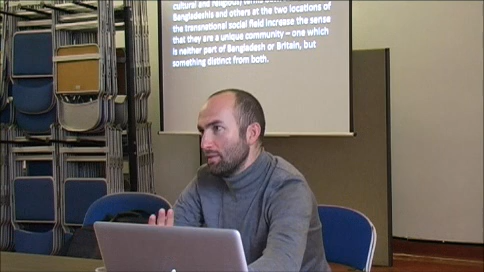 cultural and religious) terms
Bangladeshis and others at the two locations of
the transnational social field increase the sense
that they are a unique community – one which
is neither part of Bangladesh or Britain, but
something distinct from both.